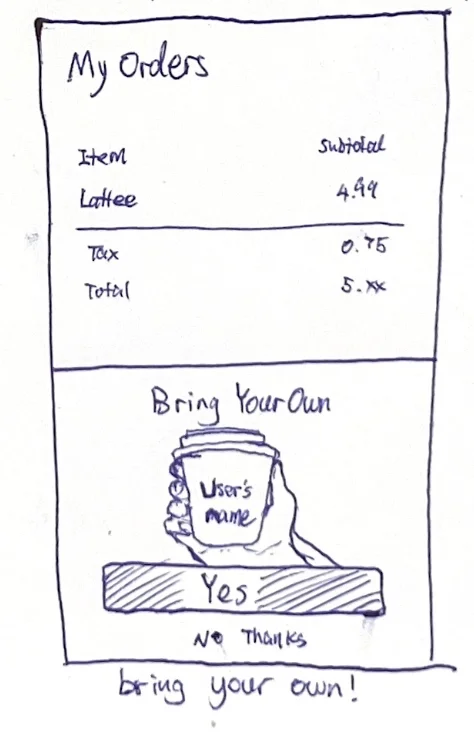 My Orders
Item Subtotal
Lattee 4.99
Tax 0.75
Total 5.xx
Bring Your Own
User's
name
Yes
No Thanks
bring your own!